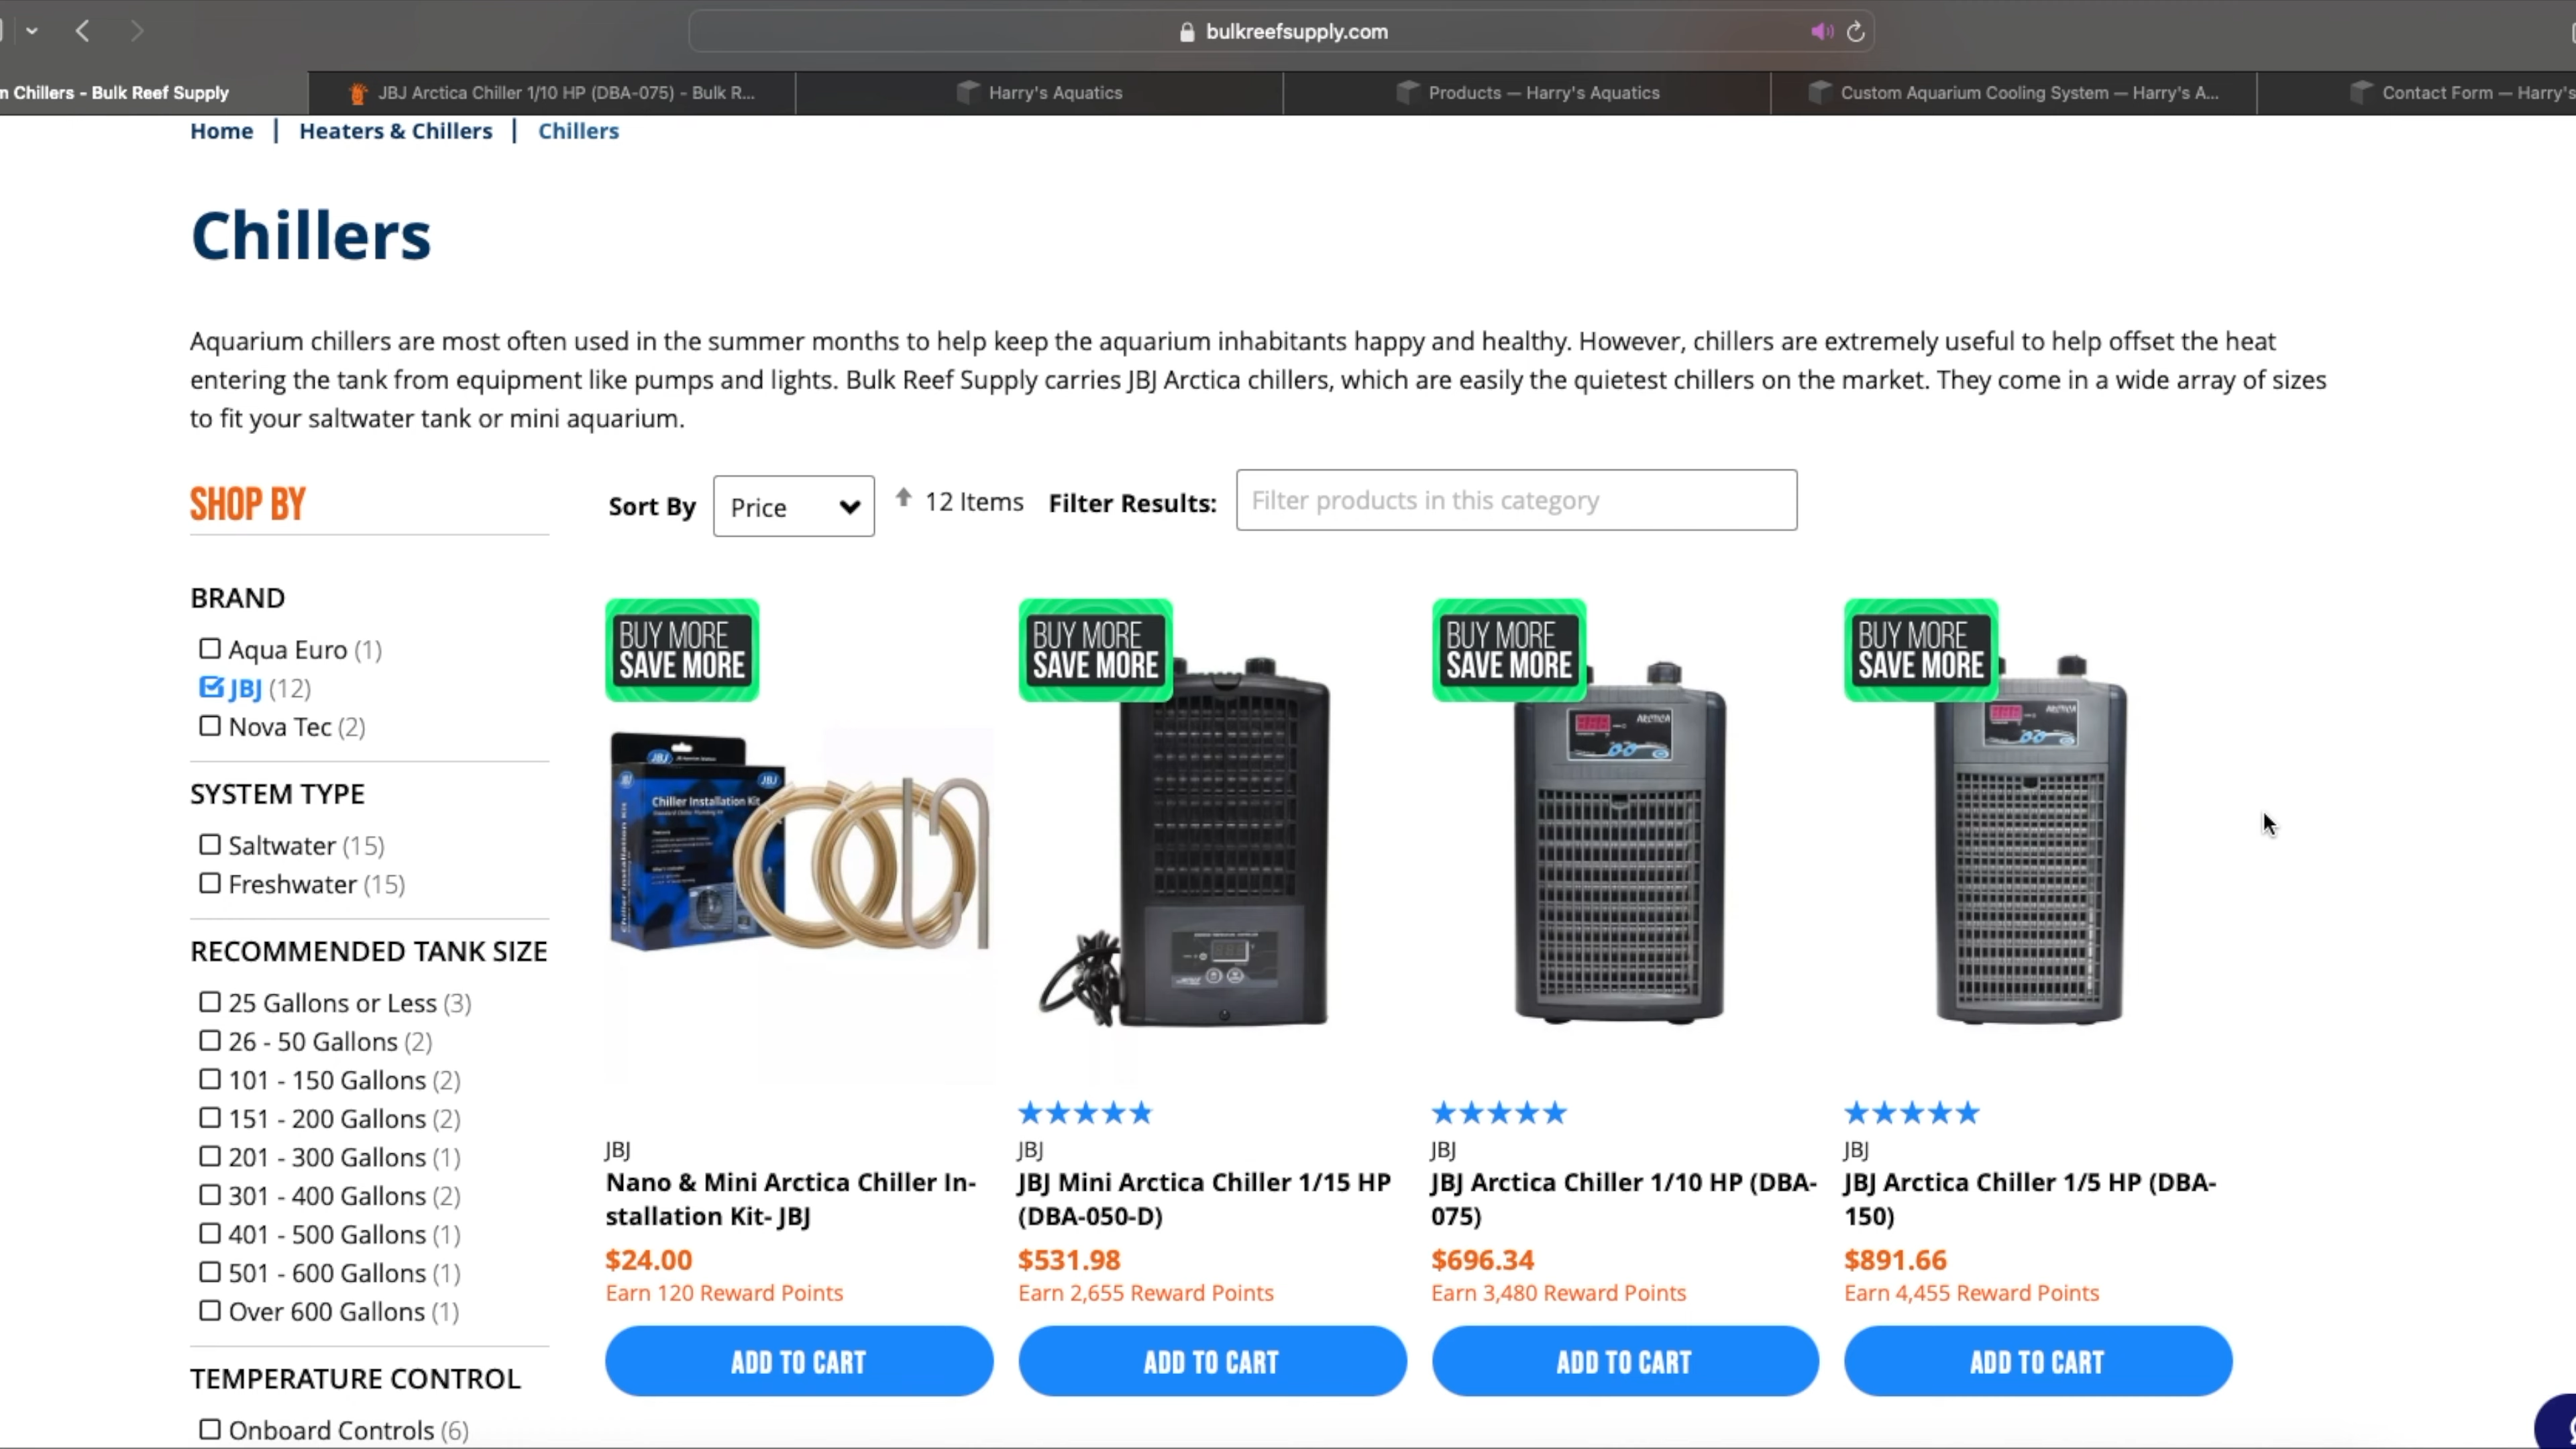 bulkreefsupply.com
n Chillers - Bulk Reef Supply
JBJ Arctica Chiller 1/10 HP (DBA-075) - Bulk R...
Harry's Aquatics
Products — Harry's Aquatics
Custom Aquarium Cooling System — Harry's A...
Contact Form — Harry's
Home | Heaters & Chillers | Chillers
Chillers
Aquarium chillers are most often used in the summer months to help keep the aquarium inhabitants happy and healthy. However, chillers are extremely useful to help offset the heat
entering the tank from equipment like pumps and lights. Bulk Reef Supply carries JBJ Arctica chillers, which are easily the quietest chillers on the market. They come in a wide array of sizes
to fit your saltwater tank or mini aquarium.
SHOP BY
Sort By Price 12 Items Filter Results: Filter products in this category
BRAND
Aqua Euro (1)
JBJ (12)
Nova Tec (2)
SYSTEM TYPE
Saltwater (15)
Freshwater (15)
RECOMMENDED TANK SIZE
25 Gallons or Less (3)
26 - 50 Gallons (2)
101 - 150 Gallons (2)
151 - 200 Gallons (2)
201 - 300 Gallons (1)
301 - 400 Gallons (2)
401 - 500 Gallons (1)
501 - 600 Gallons (1)
Over 600 Gallons (1)
TEMPERATURE CONTROL
Onboard Controls (6)
BUY MORE
SAVE MORE
JBJ
JBJ
Chiller Installation Kit
Chiller Installation Kit
JBJ
Nano & Mini Arctica Chiller In-
stallation Kit- JBJ
$24.00
Earn 120 Reward Points
ADD TO CART
BUY MORE
SAVE MORE
JBJ
JBJ Mini Arctica Chiller 1/15 HP
(DBA-050-D)
$531.98
Earn 2,655 Reward Points
ADD TO CART
BUY MORE
SAVE MORE
ARCTICA
JBJ
JBJ Arctica Chiller 1/10 HP (DBA-
075)
$696.34
Earn 3,480 Reward Points
ADD TO CART
BUY MORE
SAVE MORE
ARCTICA
JBJ
JBJ Arctica Chiller 1/5 HP (DBA-
150)
$891.66
Earn 4,455 Reward Points
ADD TO CART